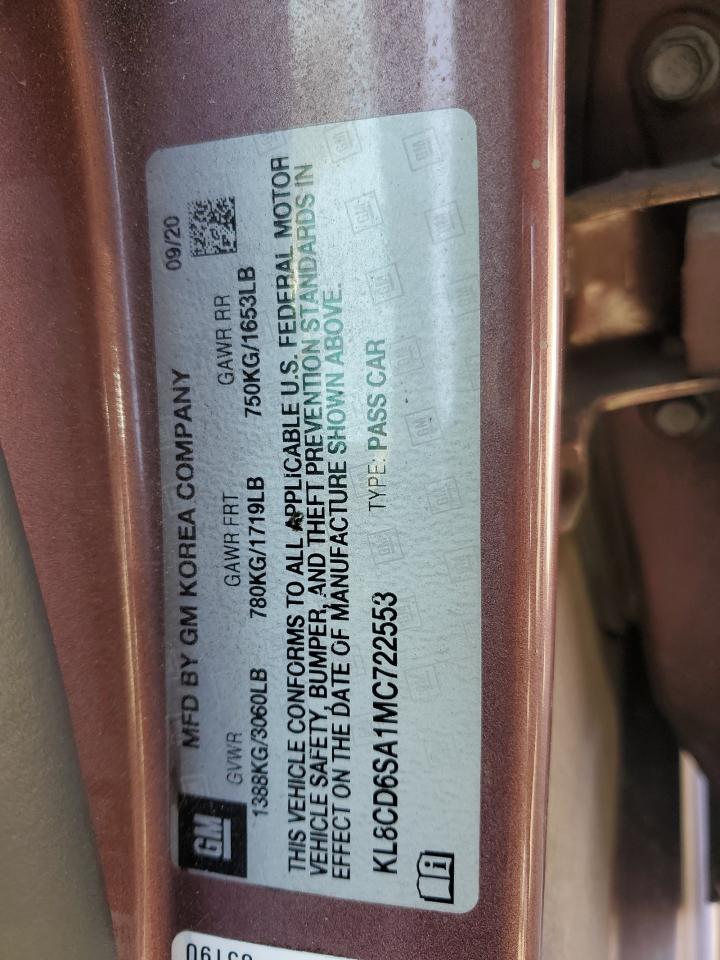 MFD BY GM KOREA COMPANY 09/20
GM
GVWR GAWR FRT GAWR RR
1388KG/3060LB 780KG/1719LB 750KG/1653LB
THIS VEHICLE CONFORMS TO ALL APPLICABLE U.S. FEDERAL MOTOR
VEHICLE SAFETY, BUMPER, AND THEFT PREVENTION STANDARDS IN
EFFECT ON THE DATE OF MANUFACTURE SHOWN ABOVE.
KL8CD6SA1MC722553 TYPE: PASS CAR